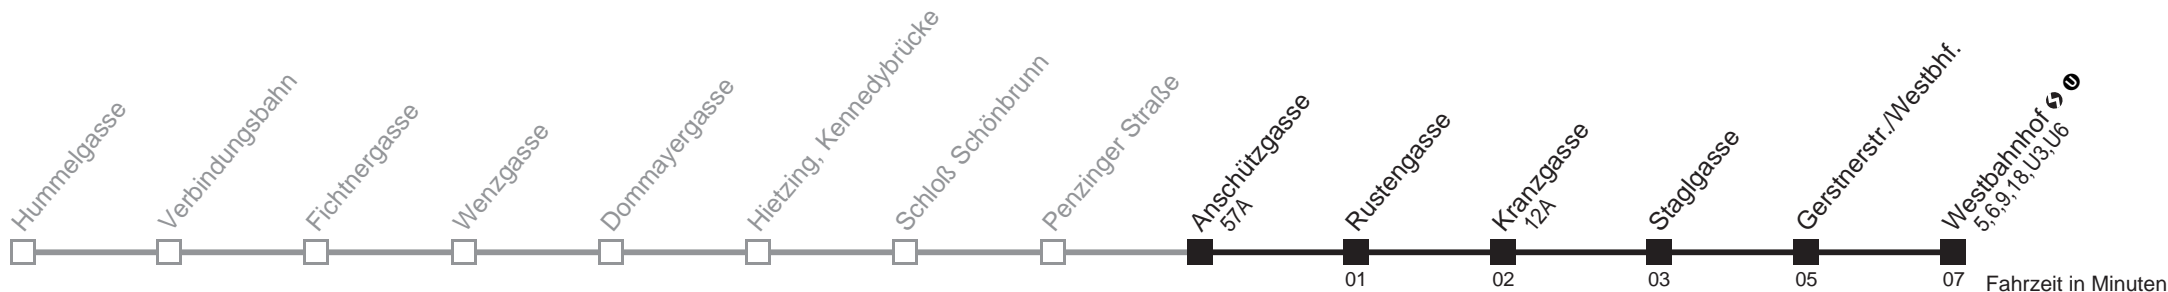 Hummelgasse
Verbindungsbahn
Fichtnergasse
Wenzgasse
Dommayergasse
Hietzing, Kennedybrücke
Schloß Schönbrunn
Penzinger Straße
Anschützgasse
57A
Rustengasse
Kranzgasse
12A
Staglgasse
Gerstnerstr./Westbhf.
Westbahnhof U
5,6,9,18,U3,U6
01
02
03
05
07
Fahrzeit in Minuten